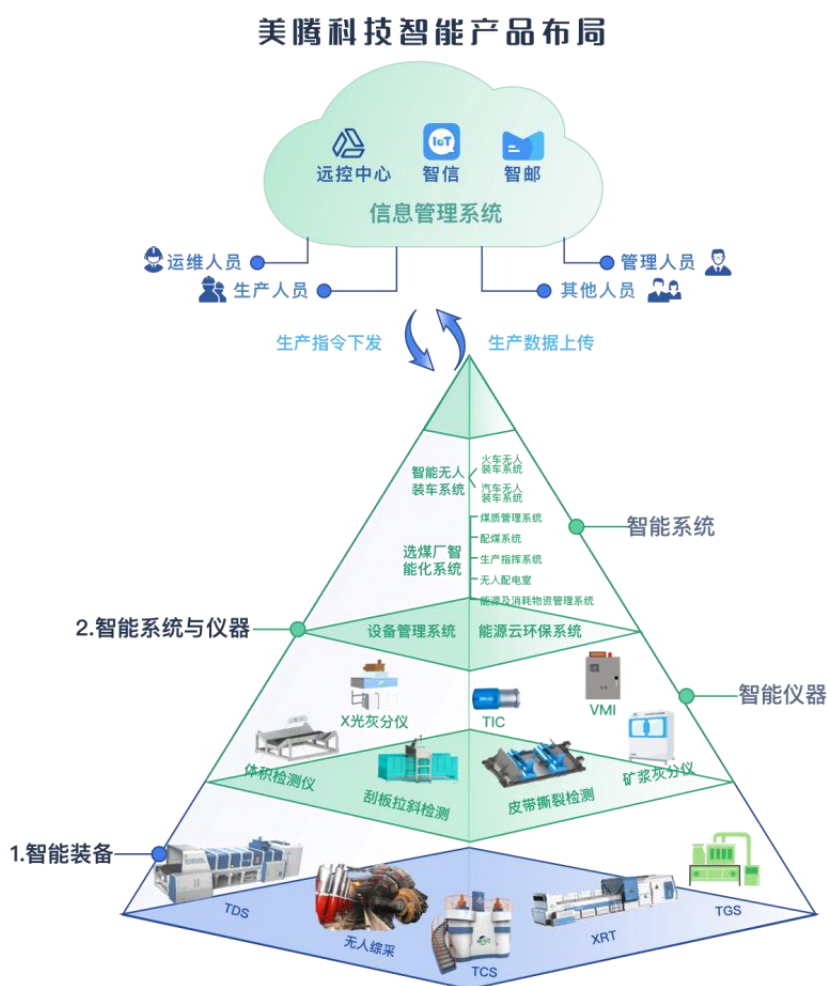 美腾科技智能产品布局
IoT
远控中心
智信
智邮
信息管理系统
运维人员
管理人员
生产人员
其他人员
生产指令下发
生产数据上传
智能无人
装车系统
火车无人
装车系统
汽车无人
装车系统
智能系统
选煤厂智
能化系统
煤质管理系统
配煤系统
生产指挥系统
无人配电室
能源及消耗物资管理系统
2.智能系统与仪器
设备管理系统
能源云环保系统
智能仪器
X光灰分仪
TIC
VMI
体积检测仪
刮板拉斜检测
皮带撕裂检测
矿浆灰分仪
1.智能装备
TDS
无人综采
TCS
XRT
TGS